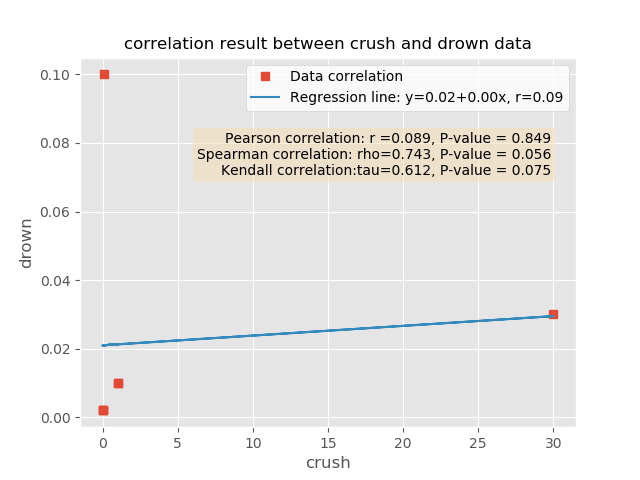 correlation result between crush and drown data
Data correlation
Regression line: y=0.02+0.00x, r=0.09
Pearson correlation: r =0.089, P-value = 0.849
Spearman correlation: rho=0.743, P-value = 0.056
Kendall correlation:tau=0.612, P-value = 0.075
0.10
0.08
0.06
0.04
0.02
0.00
drown
0 5 10 15 20 25 30
crush